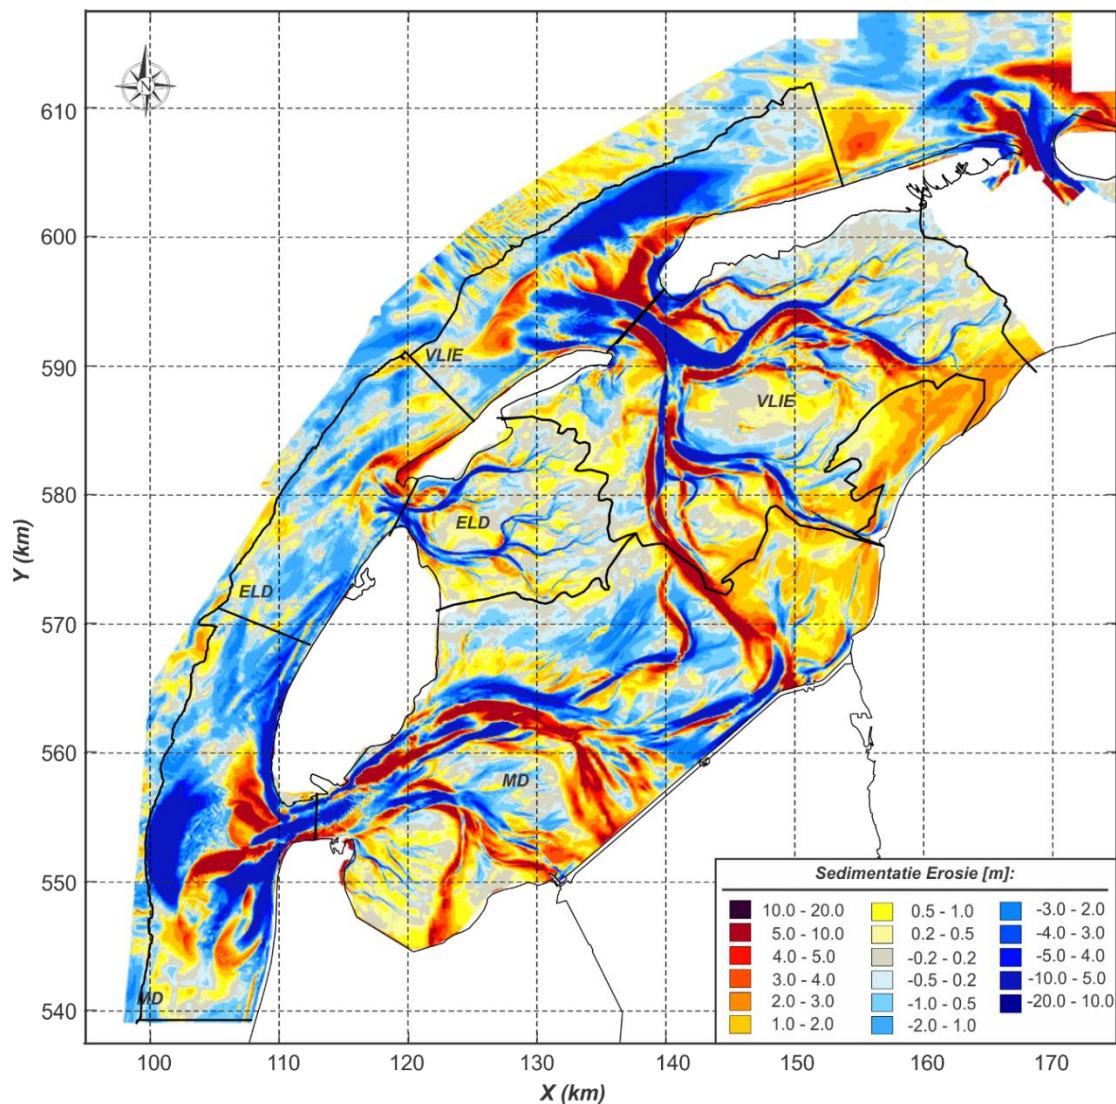 N
610
600
590
580
570
560
550
540
Y (km)
VLIE
VLIE
ELD
ELD
MD
MD
Sedimentatie Erosie [m]:
10.0 - 20.0 0.5 - 1.0 -3.0 - 2.0
5.0 - 10.0 0.2 - 0.5 -4.0 - 3.0
4.0 - 5.0 -0.2 - 0.2 -5.0 - 4.0
3.0 - 4.0 -0.5 - 0.2 -10.0 - 5.0
2.0 - 3.0 -1.0 - 0.5 -20.0 - 10.0
1.0 - 2.0 -2.0 - 1.0
100 110 120 130 140 150 160 170
X (km)